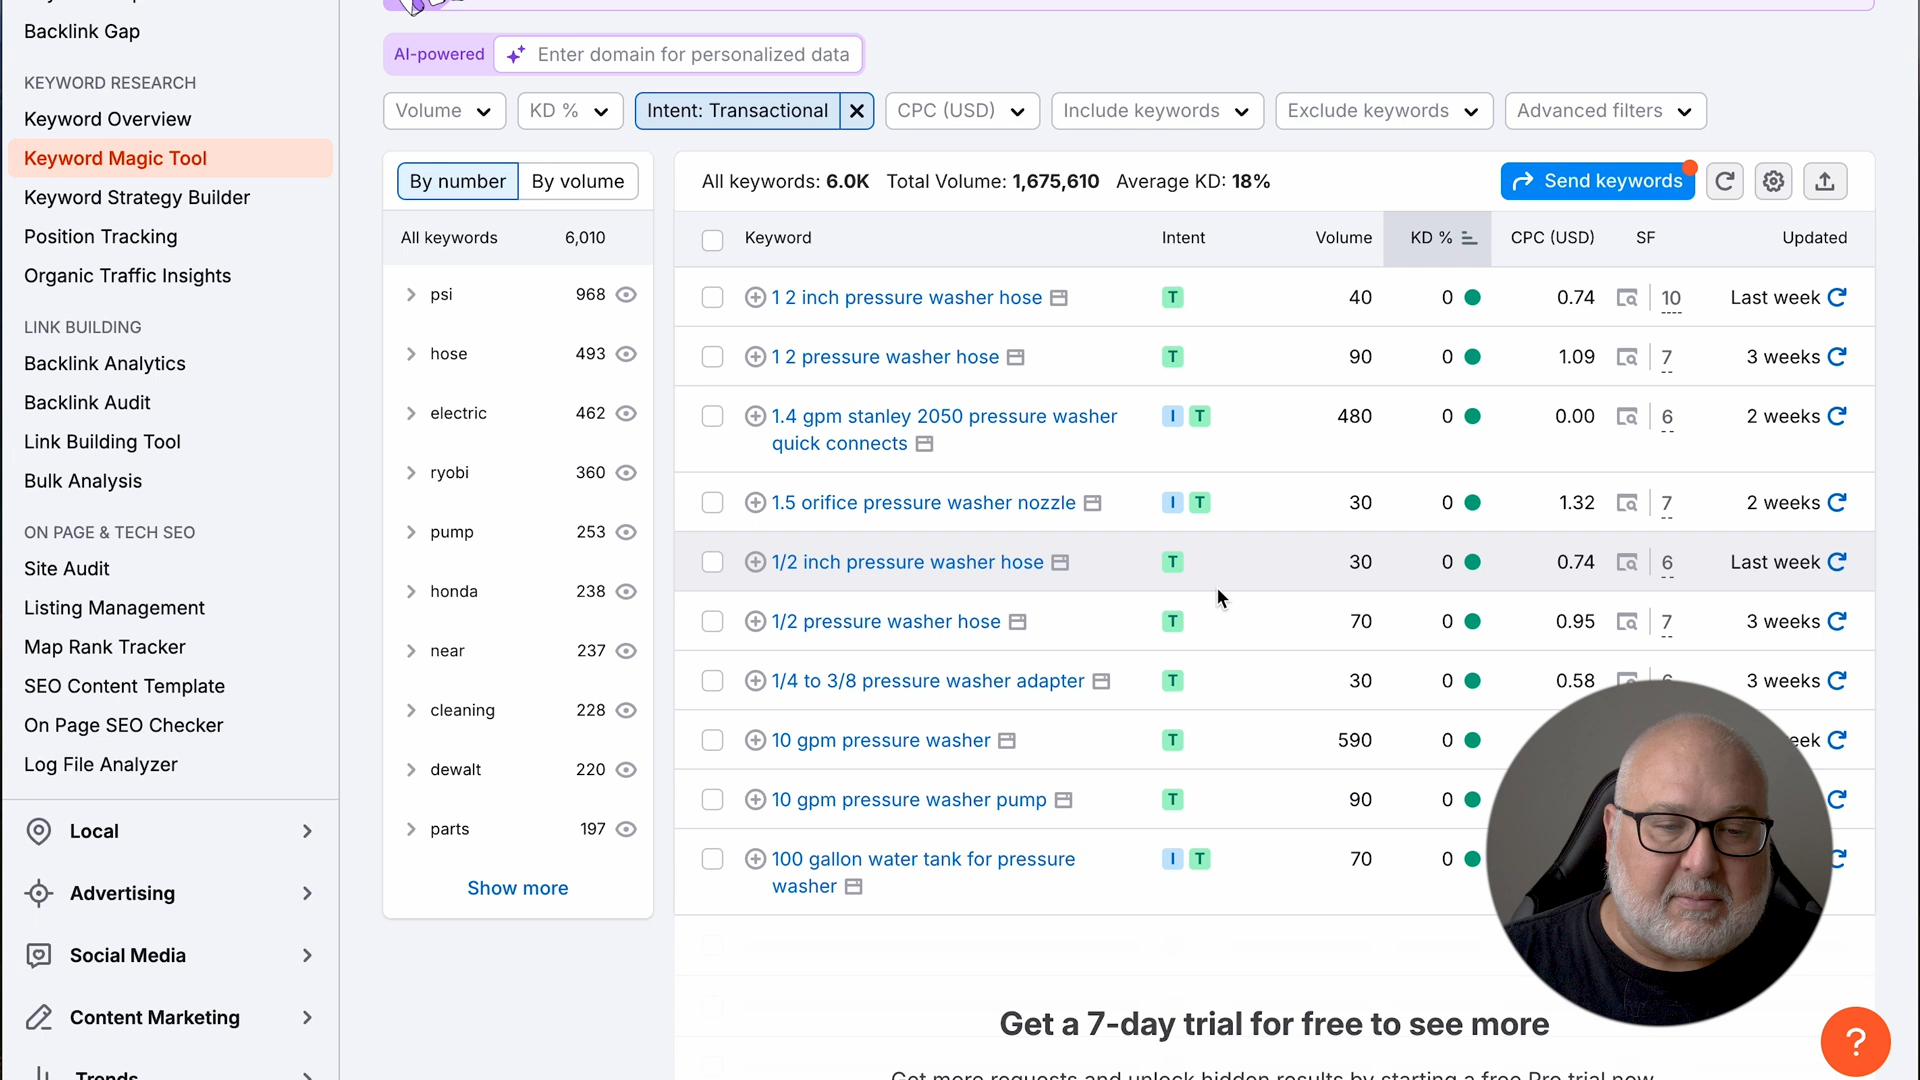 Backlink Gap
KEYWORD RESEARCH
Keyword Overview
Keyword Magic Tool
Keyword Strategy Builder
Position Tracking
Organic Traffic Insights
LINK BUILDING
Backlink Analytics
Backlink Audit
Link Building Tool
Bulk Analysis
ON PAGE & TECH SEO
Site Audit
Listing Management
Map Rank Tracker
SEO Content Template
On Page SEO Checker
Log File Analyzer
Local
Advertising
Social Media
Content Marketing
Trends
AI-powered Enter domain for personalized data
Volume KD % Intent: Transactional CPC (USD) Include keywords Exclude keywords Advanced filters
By number By volume
All keywords 6,010
psi 968
hose 493
electric 462
ryobi 360
pump 253
honda 238
near 237
cleaning 228
dewalt 220
parts 197
Show more
All keywords: 6.0K Total Volume: 1,675,610 Average KD: 18% Send keywords
Keyword Intent Volume KD % CPC (USD) SF Updated
1 2 inch pressure washer hose T 40 0 0.74 10 Last week
1 2 pressure washer hose T 90 0 1.09 7 3 weeks
1.4 gpm stanley 2050 pressure washer I T 480 0 0.00 6 2 weeks
quick connects
1.5 orifice pressure washer nozzle I T 30 0 1.32 7 2 weeks
1/2 inch pressure washer hose T 30 0 0.74 6 Last week
1/2 pressure washer hose T 70 0 0.95 7 3 weeks
1/4 to 3/8 pressure washer adapter T 30 0 0.58 3 weeks
10 gpm pressure washer T 590 0
10 gpm pressure washer pump T 90 0
100 gallon water tank for pressure I T 70 0
washer
Get a 7-day trial for free to see more
Get more requests and unlock hidden results by starting a free Pro trial now
?